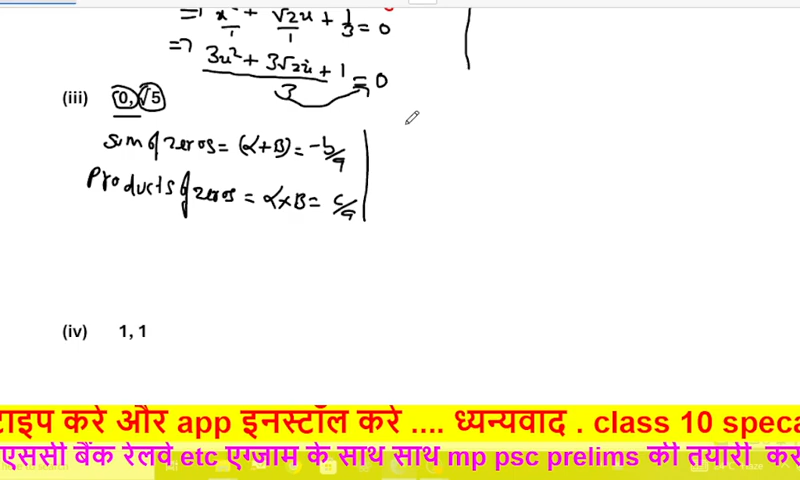 => x² + √2x + 1/3 = 0
1 1
=> 3x² + 3√2x + 1 = 0
3
(iii) 0, √5
Sum of zeros = (α+β) = -b/a
Products of zeros = α×β = c/a
(iv) 1, 1
टाइप करे और app इनस्टॉल करे .... ध्यन्यवाद . class 10 speca
एससी बैंक रेलवे etc एग्जाम के साथ साथ mp psc prelims की तयारी कर